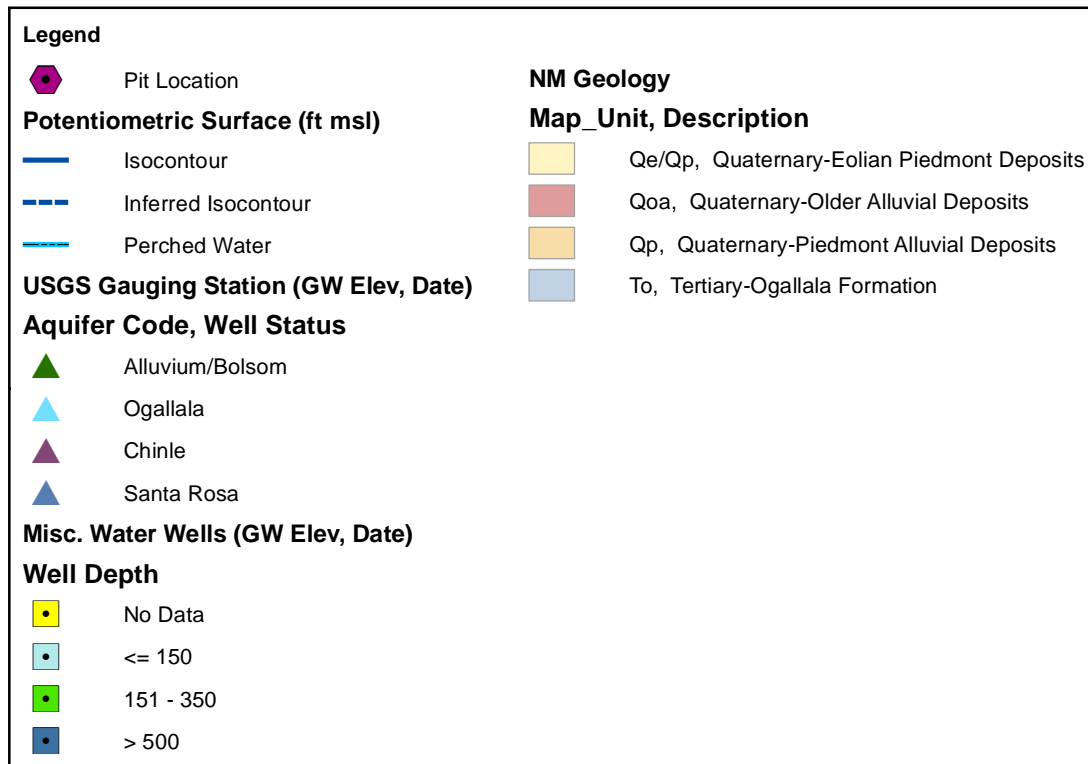 Legend
Pit Location
Potentiometric Surface (ft msl)
Isocontour
Inferred Isocontour
Perched Water
USGS Gauging Station (GW Elev, Date)
Aquifer Code, Well Status
Alluvium/Bolsom
Ogallala
Chinle
Santa Rosa
Misc. Water Wells (GW Elev, Date)
Well Depth
No Data
<= 150
151 - 350
> 500
NM Geology
Map_Unit, Description
Qe/Qp, Quaternary-Eolian Piedmont Deposits
Qoa, Quaternary-Older Alluvial Deposits
Qp, Quaternary-Piedmont Alluvial Deposits
To, Tertiary-Ogallala Formation